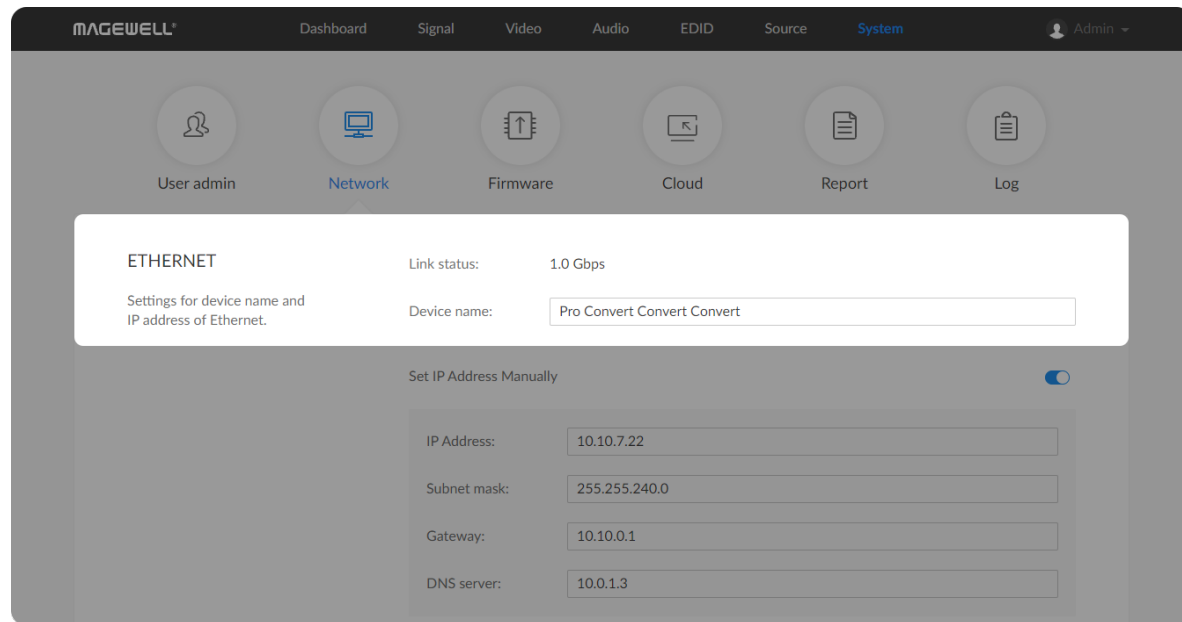 MAGEWELL®
Dashboard Signal Video Audio EDID Source System Admin
User admin Network Firmware Cloud Report Log
ETHERNET
Settings for device name and
IP address of Ethernet.
Link status: 1.0 Gbps
Device name: Pro Convert Convert Convert
Set IP Address Manually
IP Address: 10.10.7.22
Subnet mask: 255.255.240.0
Gateway: 10.10.0.1
DNS server: 10.0.1.3